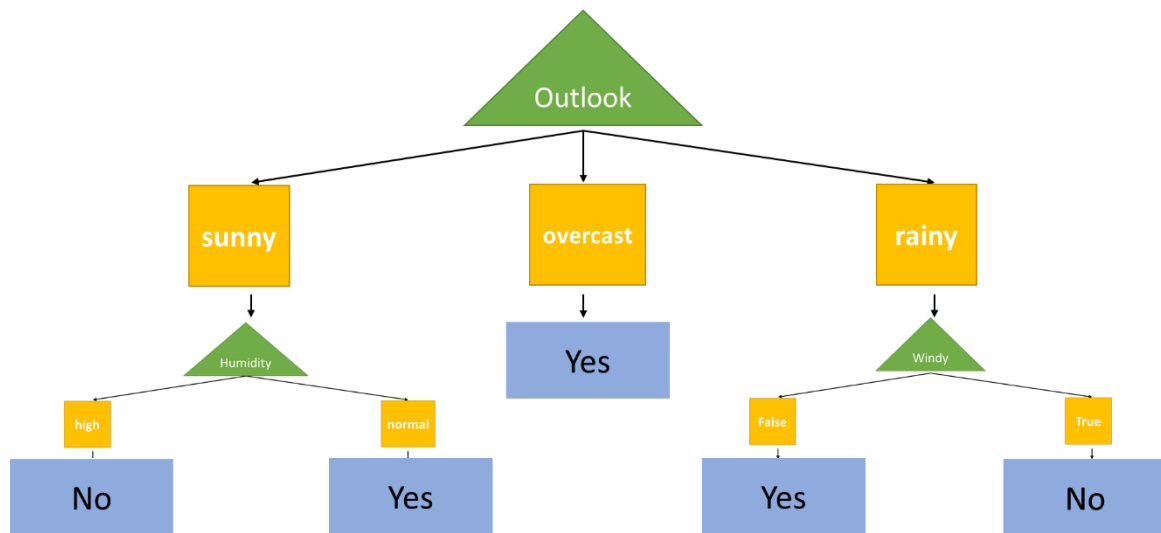 Outlook
sunny
overcast
rainy
Humidity
Yes
Windy
high
normal
False
True
No
Yes
Yes
No